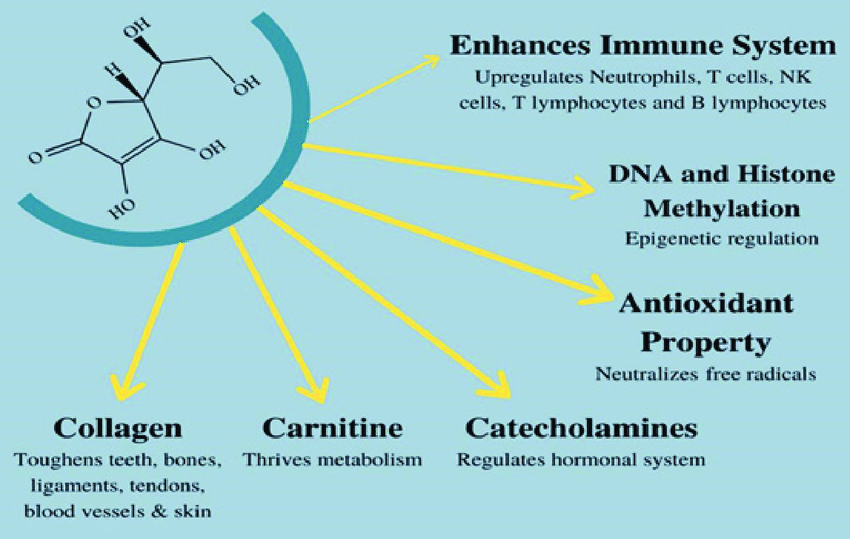 OH
H
OH
O
O
OH
HO
Enhances Immune System
Upregulates Neutrophils, T cells, NK
cells, T lymphocytes and B lymphocytes
DNA and Histone
Methylation
Epigenetic regulation
Antioxidant
Property
Neutralizes free radicals
Collagen
Toughens teeth, bones,
ligaments, tendons,
blood vessels & skin
Carnitine
Thrives metabolism
Catecholamines
Regulates hormonal system